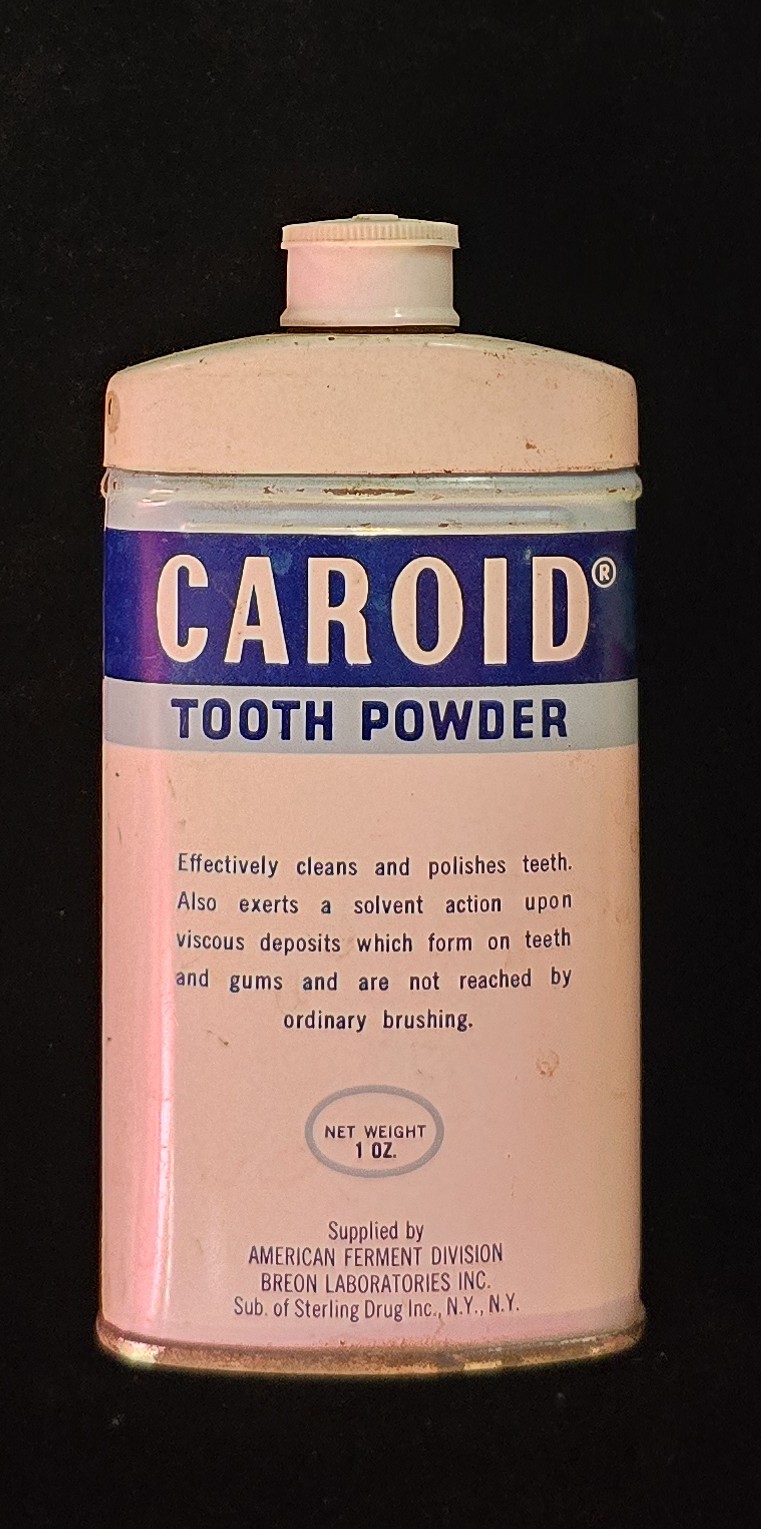 CAROID®
TOOTH POWDER
Effectively cleans and polishes teeth.
Also exerts a solvent action upon
viscous deposits which form on teeth
and gums and are not reached by
ordinary brushing.
NET WEIGHT
1 OZ.
Supplied by
AMERICAN FERMENT DIVISION
BREON LABORATORIES INC.
Sub. of Sterling Drug Inc., N.Y., N.Y.